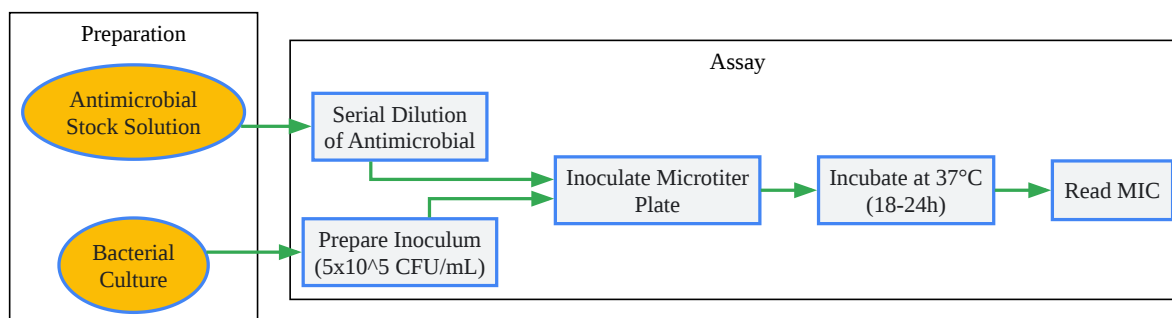 Preparation
Antimicrobial
Stock Solution
Bacterial
Culture
Assay
Serial Dilution
of Antimicrobial
Prepare Inoculum
(5x10^5 CFU/mL)
Inoculate Microtiter
Plate
Incubate at 37°C
(18-24h)
Read MIC